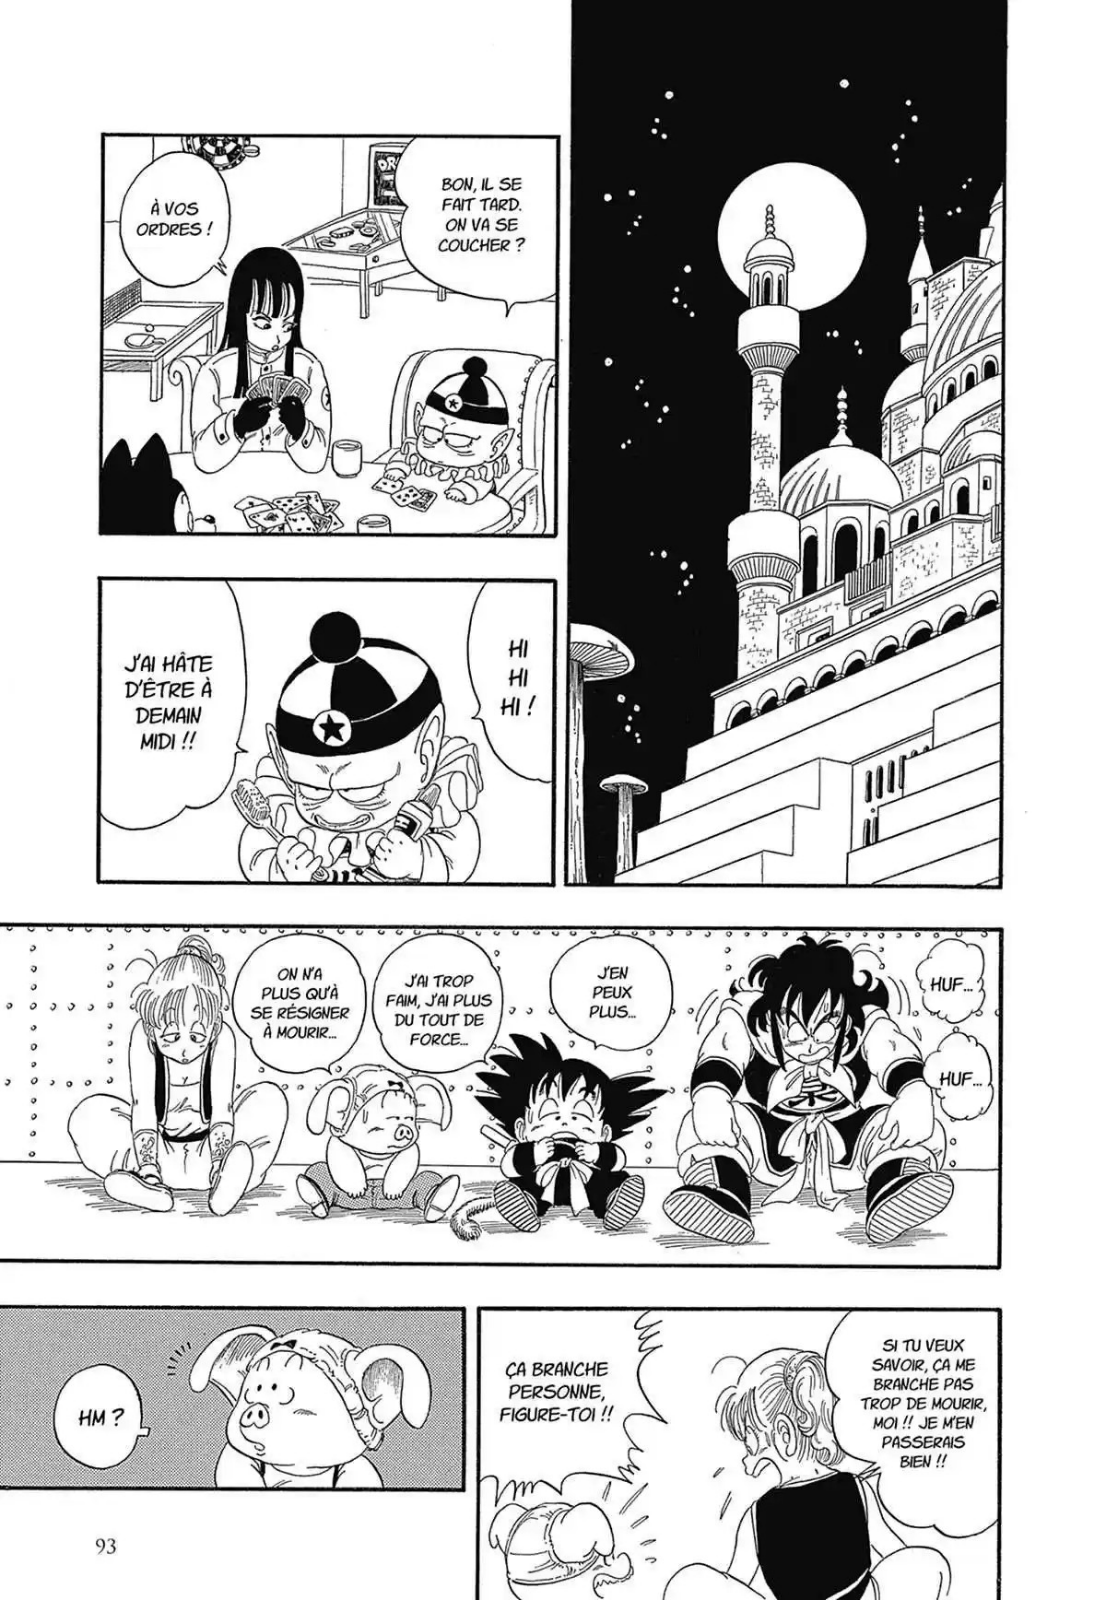 BON, IL SE
FAIT TARD.
ON VA SE
COUCHER ?
À VOS
ORDRES !
HI
HI
HI !
J'AI HÂTE
D'ÊTRE À
DEMAIN
MIDI !!
HUF...
HUF...
J'EN
PEUX
PLUS...
J'AI TROP
FAIM, J'AI PLUS
DU TOUT DE
FORCE...
ON N'A
PLUS QU'À
SE RÉSIGNER
À MOURIR...
SI TU VEUX
SAVOIR, ÇA ME
BRANCHE PAS
TROP DE MOURIR,
MOI !! JE M'EN
PASSERAIS
BIEN !!
ÇA BRANCHE
PERSONNE,
FIGURE-TOI !!
HM ?
93